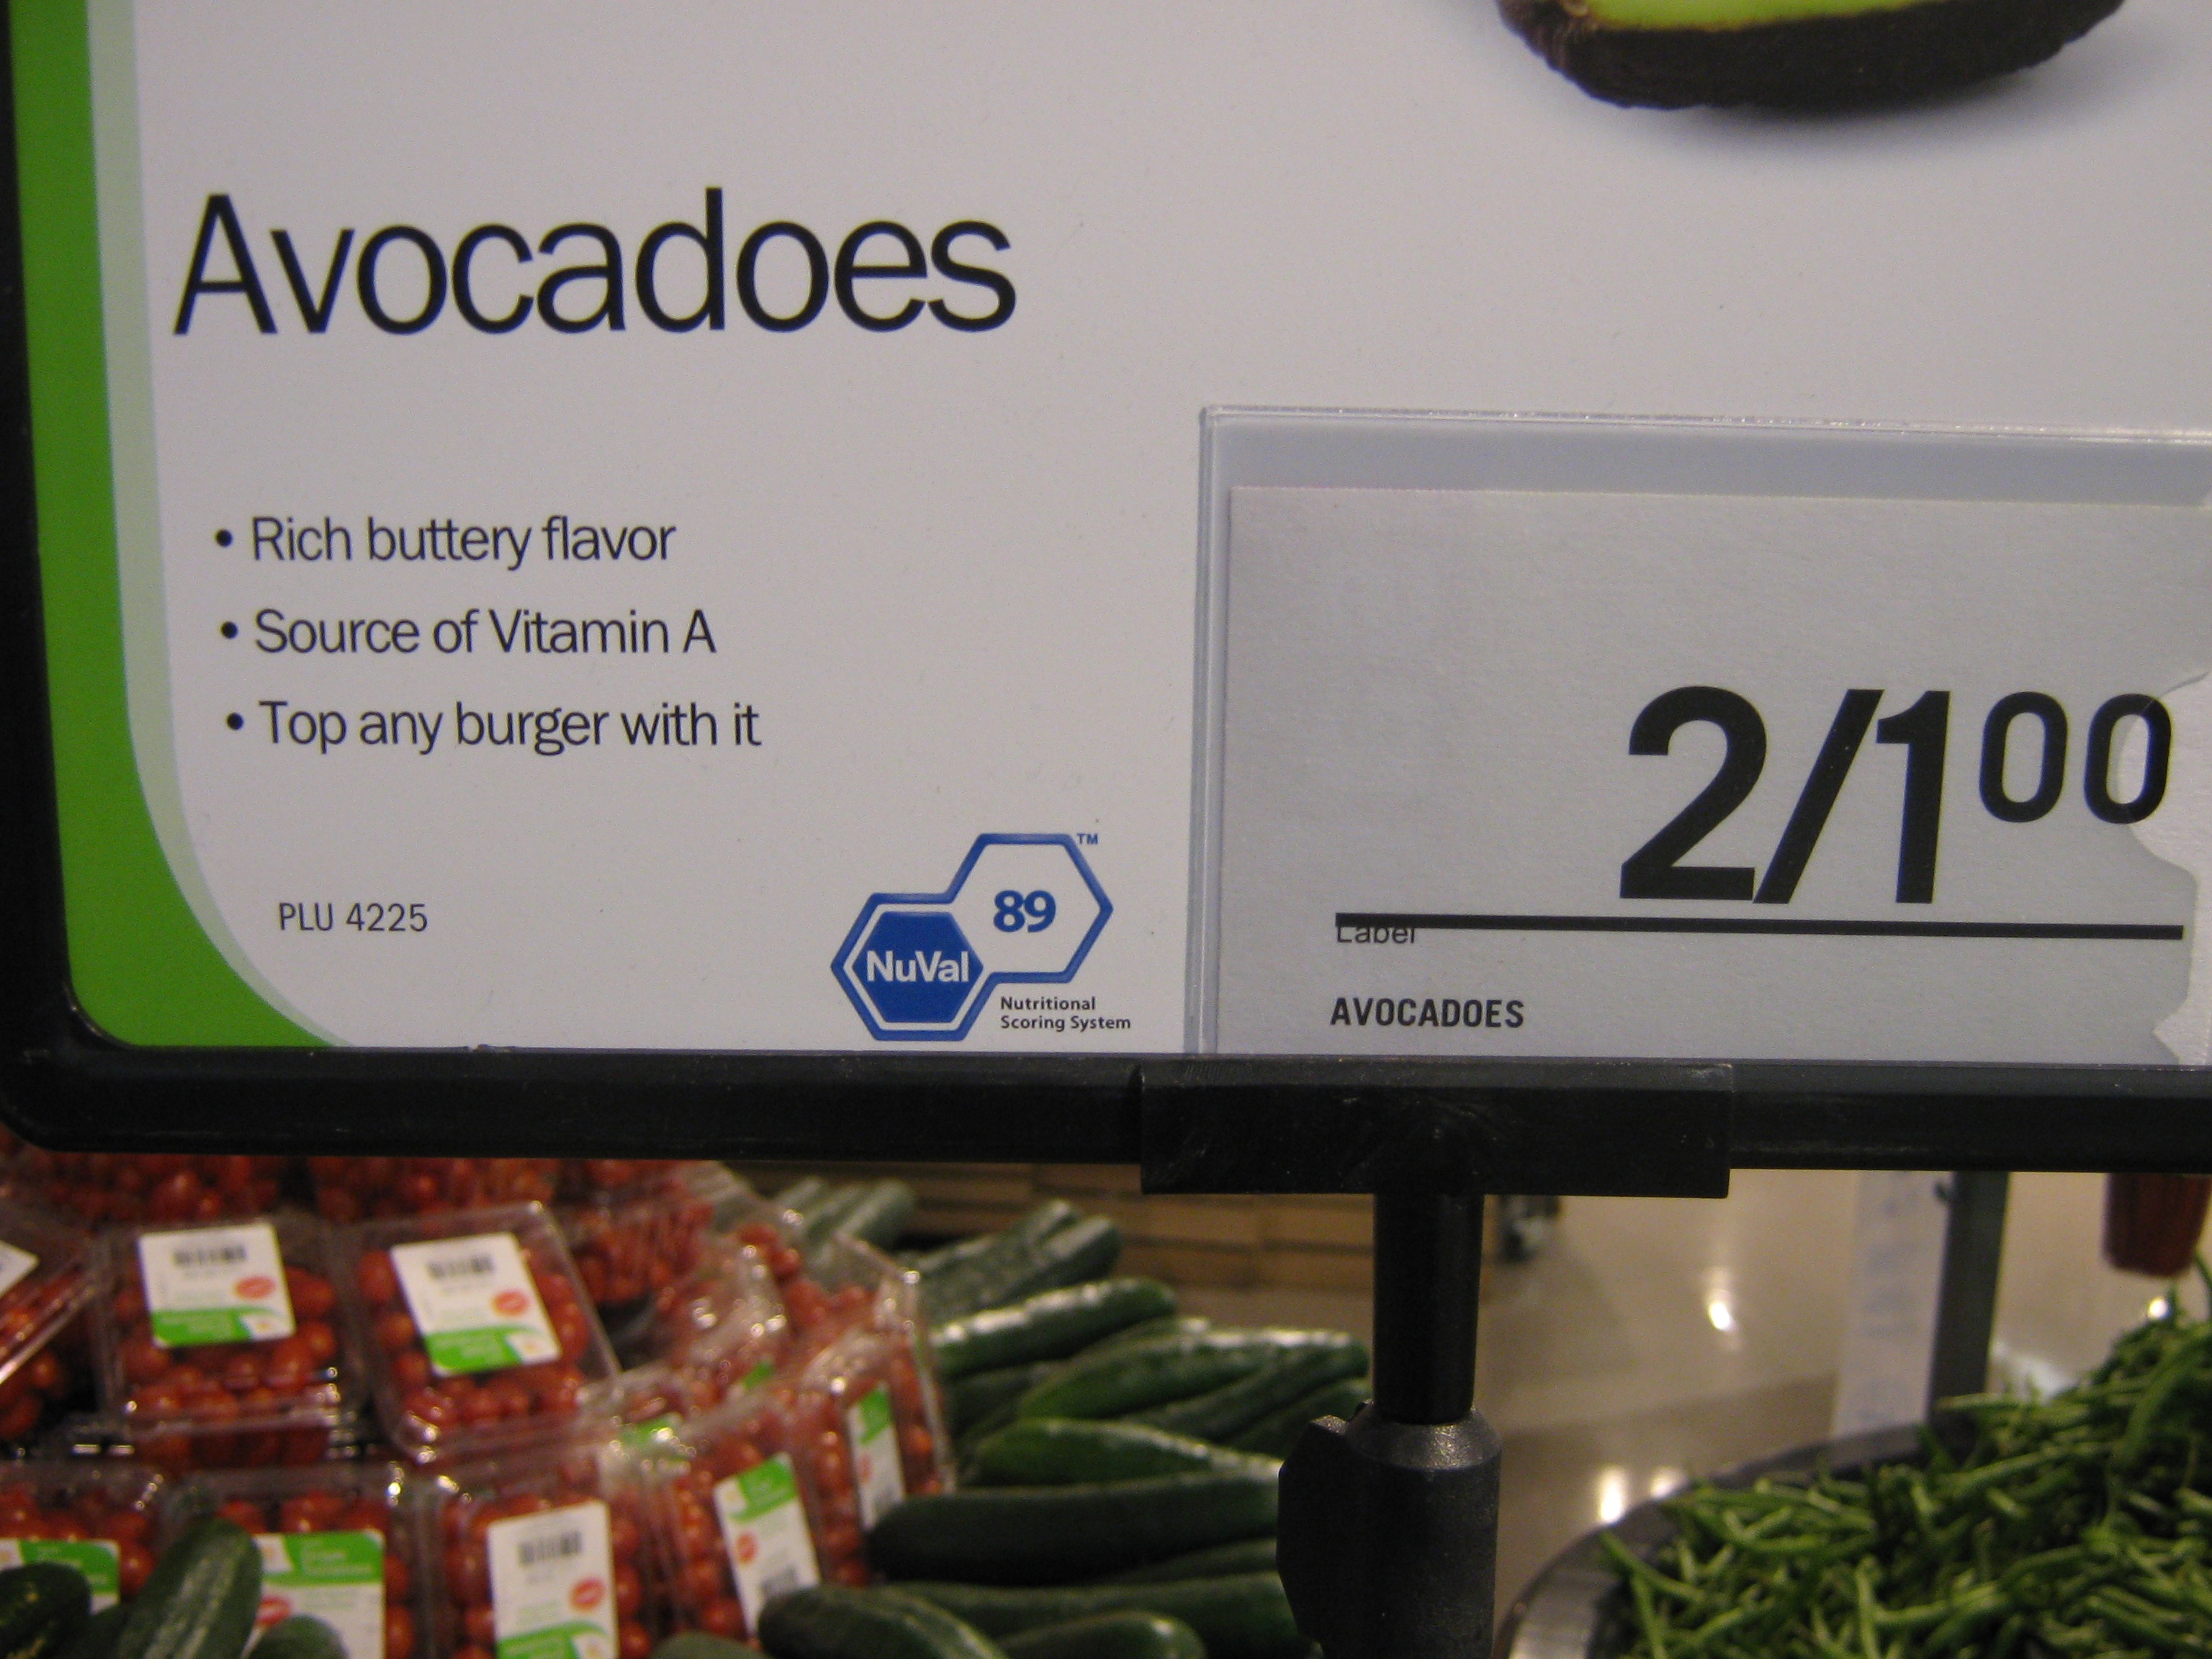 Avocadoes
• Rich buttery flavor
• Source of Vitamin A
• Top any burger with it
PLU 4225
89
TM
NuVal
Nutritional
Scoring System
2/1⁰⁰
Label
AVOCADOES